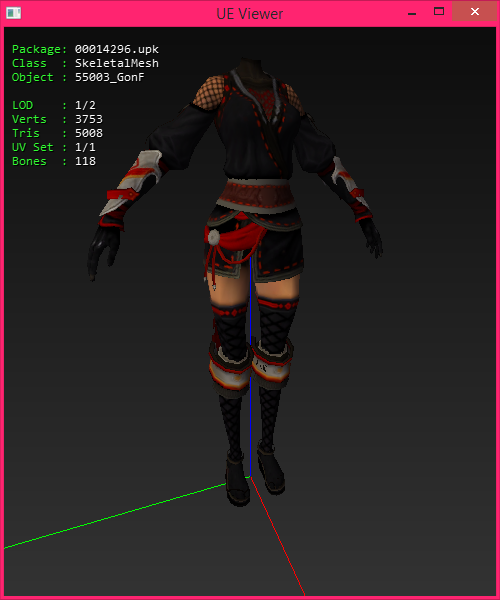 UE Viewer
Package: 00014296.upk
Class : SkeletalMesh
Object : 55003_GonF
LOD : 1/2
Verts : 3753
Tris : 5008
UV Set : 1/1
Bones : 118